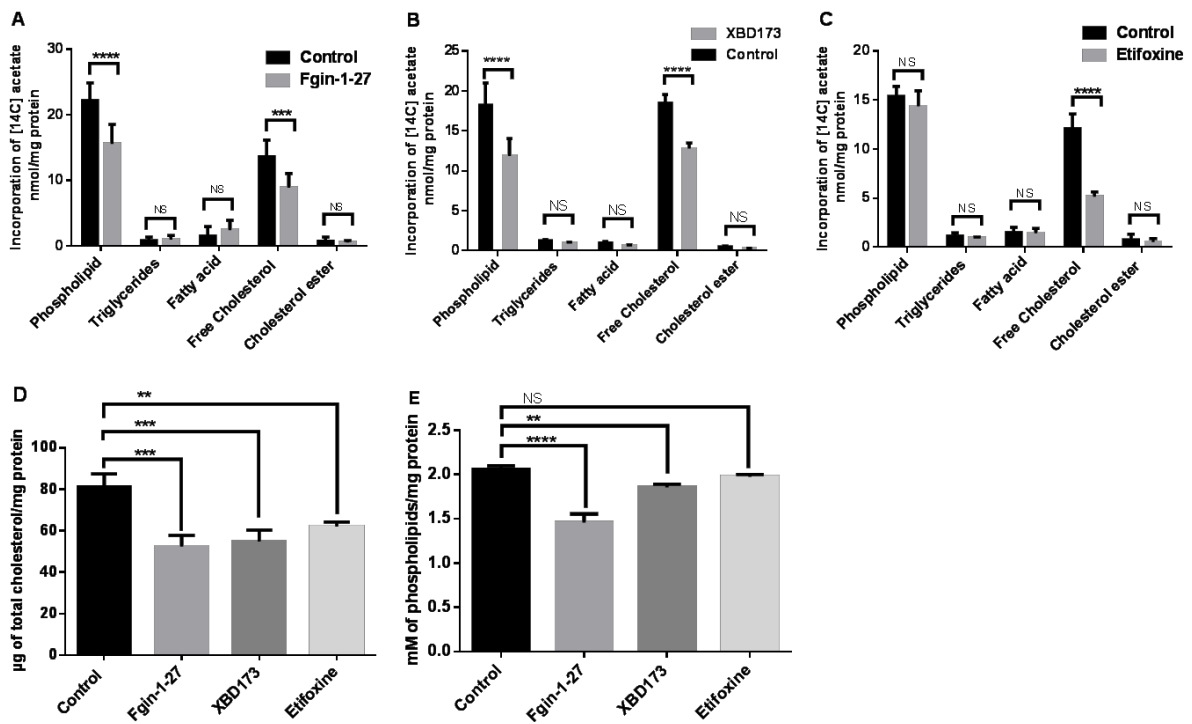 A
Incorporation of [14C] acetate
nmol/mg protein
30
20
10
0
****
NS
NS
***
NS
Control
Fgin-1-27
Phospholipid
Triglycerides
Fatty acid
Free Cholesterol
Cholesterol ester
B
Incorporation of [14C] acetate
nmol/mg protein
25
20
15
10
5
0
****
NS
NS
****
NS
XBD173
Control
Phospholipid
Triglycerides
Fatty acid
Free Cholesterol
Cholesterol ester
C
Incorporation of [14C] acetate
nmol/mg protein
20
15
10
5
0
NS
NS
NS
****
NS
Control
Etifoxine
Phospholipid
Triglycerides
Fatty acid
Free Cholesterol
Cholesterol ester
D
µg of total cholesterol/mg protein
100
80
60
40
20
0
**
***
***
Control
Fgin-1-27
XBD173
Etifoxine
E
mM of phospholipids/mg protein
2.5
2.0
1.5
1.0
0.5
0.0
NS
**
****
Control
Fgin-1-27
XBD173
Etifoxine